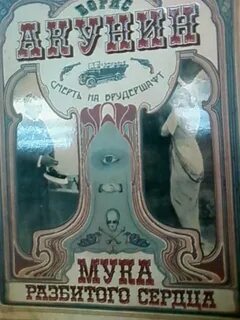 БОРИС
АКУНИН
СМЕРТЬ НА БРУДЕРШАФТ
МУКА
РАЗБИТОГО СЕРДЦА